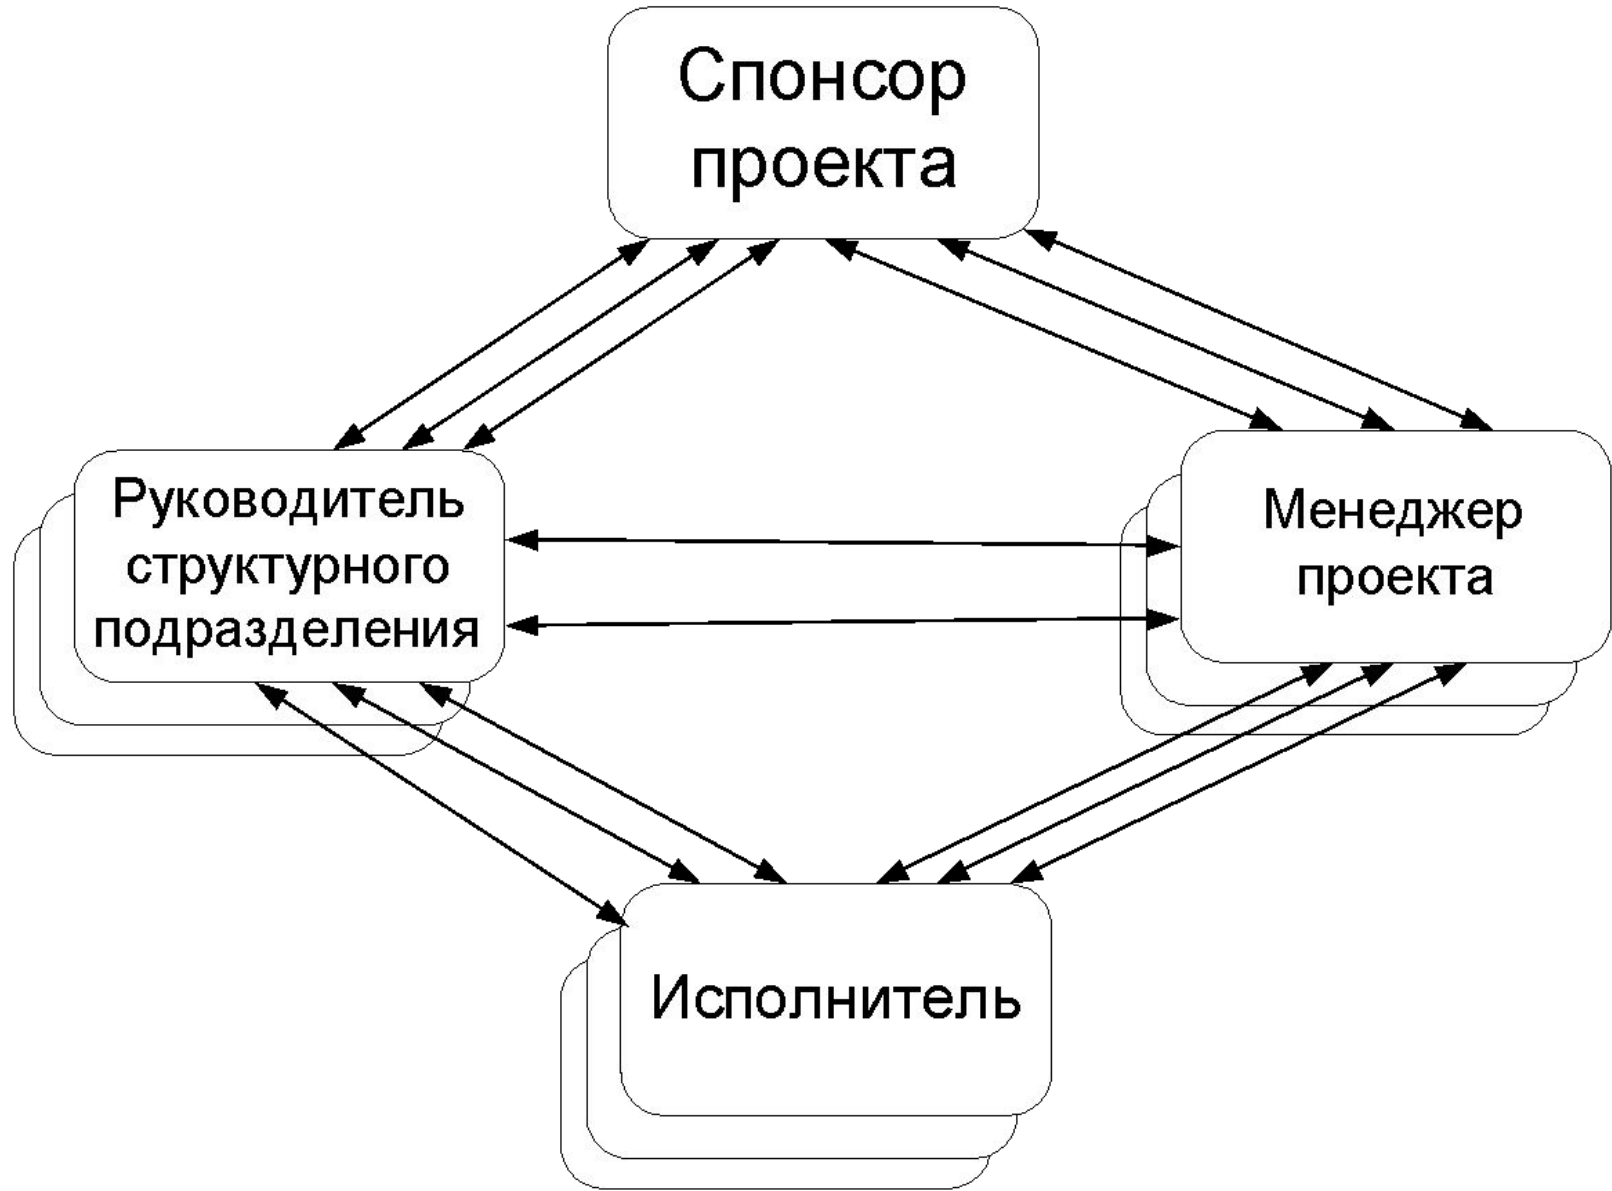 Спонсор
проекта
Руководитель
структурного
подразделения
Менеджер
проекта
Исполнитель